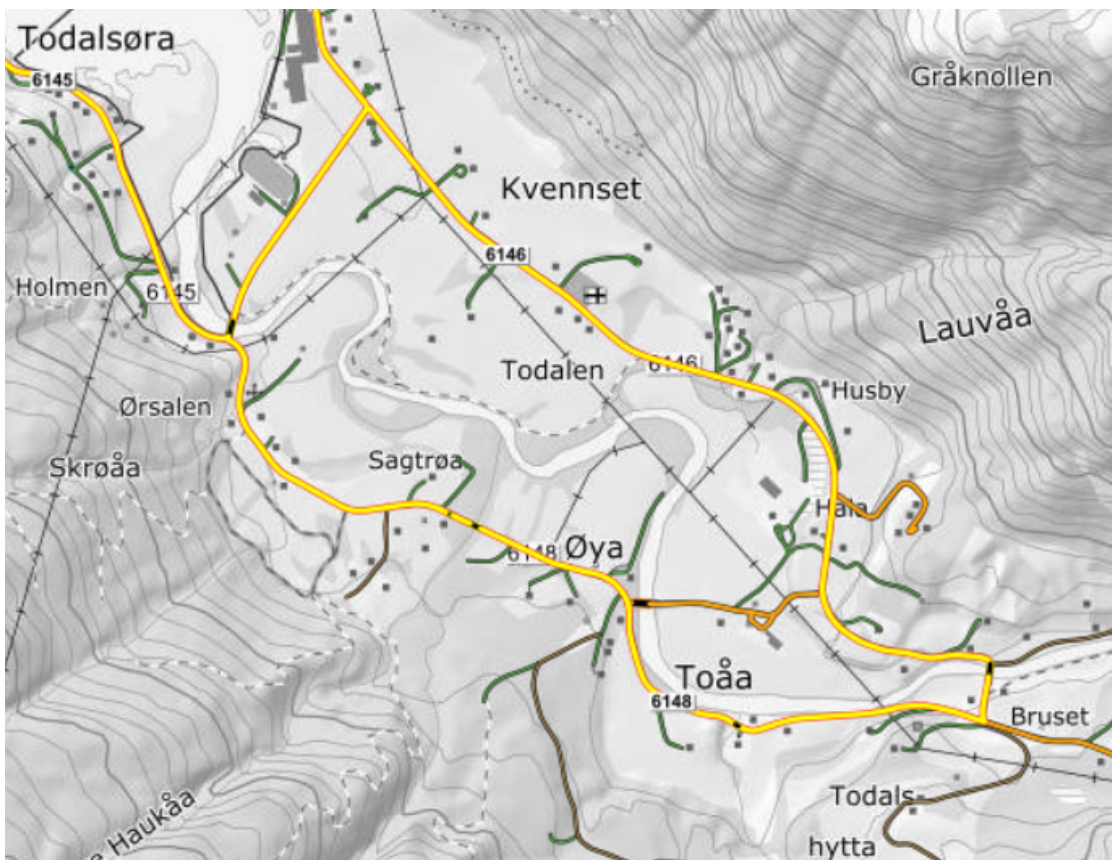 Todalsøra
6145
Gråknollen
Kvennset
6146
Holmen
6145
Lauvåa
Todalen
6146
Husby
Ørsalen
Sagtrøa
Skrøåa
Hala
6148
Øya
Toåa
6148
Bruset
Todals-
hytta
e Haukåa